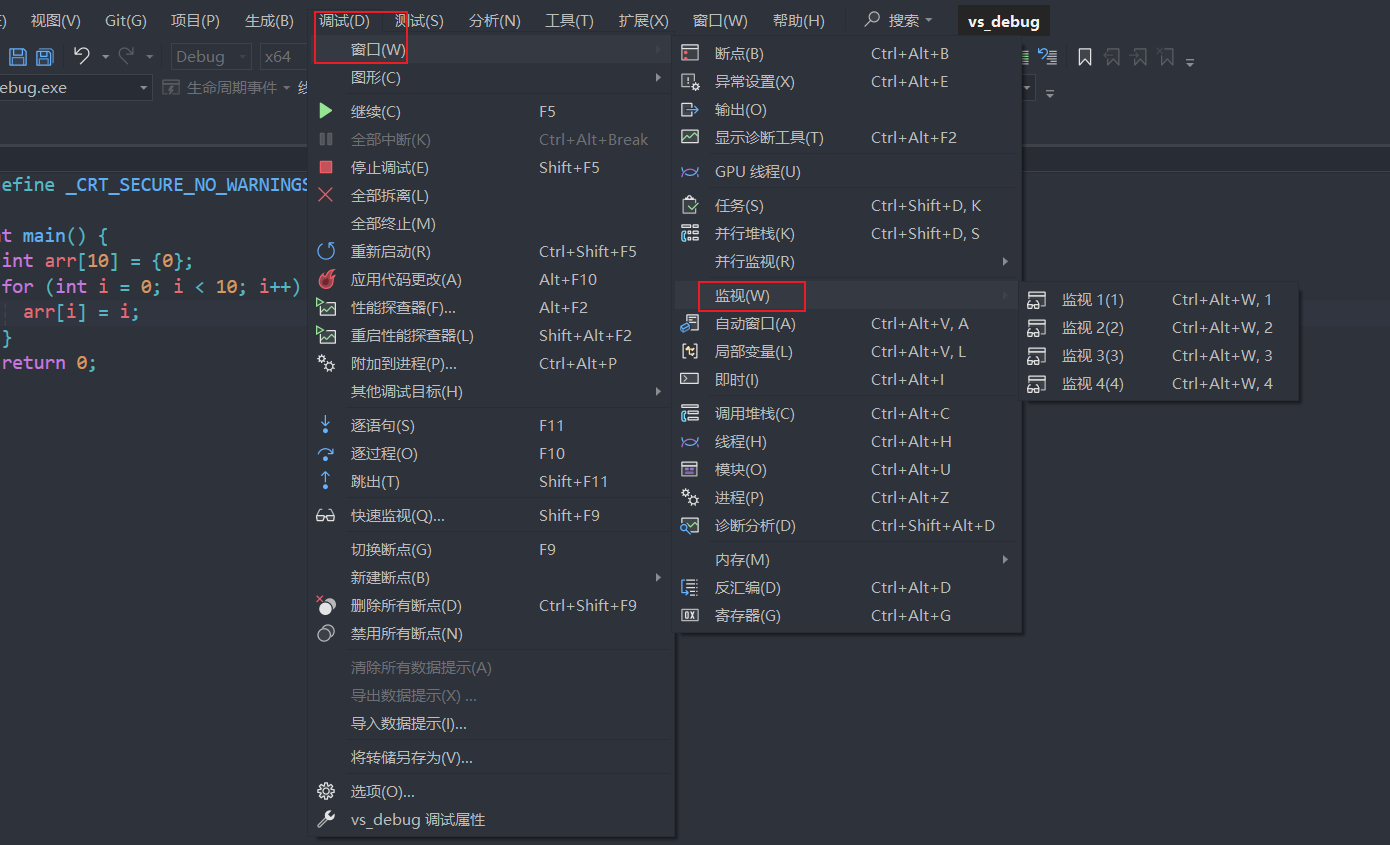 视图(V) Git(G) 项目(P) 生成(B) 调试(D) 测试(S) 分析(N) 工具(T) 扩展(X) 窗口(W) 帮助(H) 搜索 vs_debug
Debug x64
ebug.exe 生命周期事件
efine _CRT_SECURE_NO_WARNINGS
t main() {
int arr[10] = {0};
for (int i = 0; i < 10; i++)
arr[i] = i;
}
return 0;
窗口(W)
图形(C)
继续(C) F5
全部中断(K) Ctrl+Alt+Break
停止调试(E) Shift+F5
全部拆离(L)
全部终止(M)
重新启动(R) Ctrl+Shift+F5
应用代码更改(A) Alt+F10
性能探查器(F)... Alt+F2
重启性能探查器(L) Shift+Alt+F2
附加到进程(P)... Ctrl+Alt+P
其他调试目标(H)
逐语句(S) F11
逐过程(O) F10
跳出(T) Shift+F11
快速监视(Q)... Shift+F9
切换断点(G) F9
新建断点(B)
删除所有断点(D) Ctrl+Shift+F9
禁用所有断点(N)
清除所有数据提示(A)
导出数据提示(X) ...
导入数据提示(I)...
将转储另存为(V)...
选项(O)...
vs_debug 调试属性
断点(B) Ctrl+Alt+B
异常设置(X) Ctrl+Alt+E
输出(O)
显示诊断工具(T) Ctrl+Alt+F2
GPU 线程(U)
任务(S) Ctrl+Shift+D, K
并行堆栈(K) Ctrl+Shift+D, S
并行监视(R)
监视(W)
自动窗口(A) Ctrl+Alt+V, A
局部变量(L) Ctrl+Alt+V, L
即时(I) Ctrl+Alt+I
调用堆栈(C) Ctrl+Alt+C
线程(H) Ctrl+Alt+H
模块(O) Ctrl+Alt+U
进程(P) Ctrl+Alt+Z
诊断分析(D) Ctrl+Shift+Alt+D
内存(M)
反汇编(D) Ctrl+Alt+D
寄存器(G) Ctrl+Alt+G
监视 1(1) Ctrl+Alt+W, 1
监视 2(2) Ctrl+Alt+W, 2
监视 3(3) Ctrl+Alt+W, 3
监视 4(4) Ctrl+Alt+W, 4